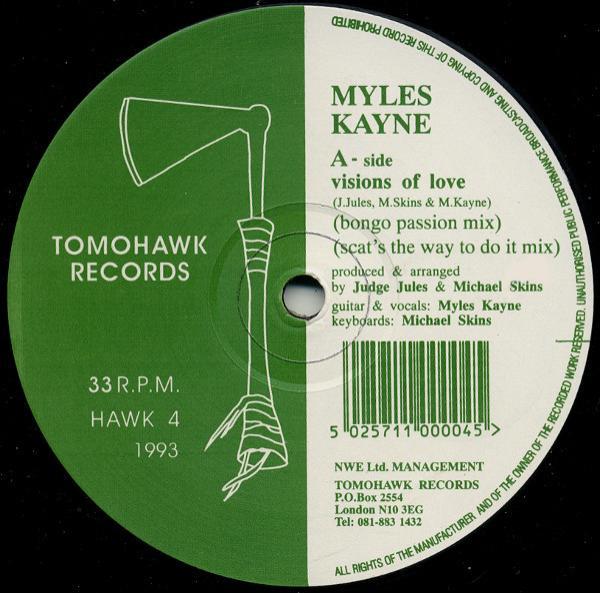 TOMOHAWK
RECORDS
33 R.P.M.
HAWK 4
1993
MYLES
KAYNE
A - side
visions of love
(J.Jules, M.Skins & M.Kayne)
(bongo passion mix)
(scat's the way to do it mix)
produced & arranged
by Judge Jules & Michael Skins
guitar & vocals: Myles Kayne
keyboards: Michael Skins
5 025711 000045 >
NWE Ltd. MANAGEMENT
TOMOHAWK RECORDS
P.O.Box 2554
London N10 3EG
Tel: 081-883 1432
ALL RIGHTS OF THE MANUFACTURER AND OF THE OWNER OF THE RECORDED WORK RESERVED. UNAUTHORISED PUBLIC PERFORMANCE BROADCASTING AND COPYING OF THIS RECORD PROHIBITED